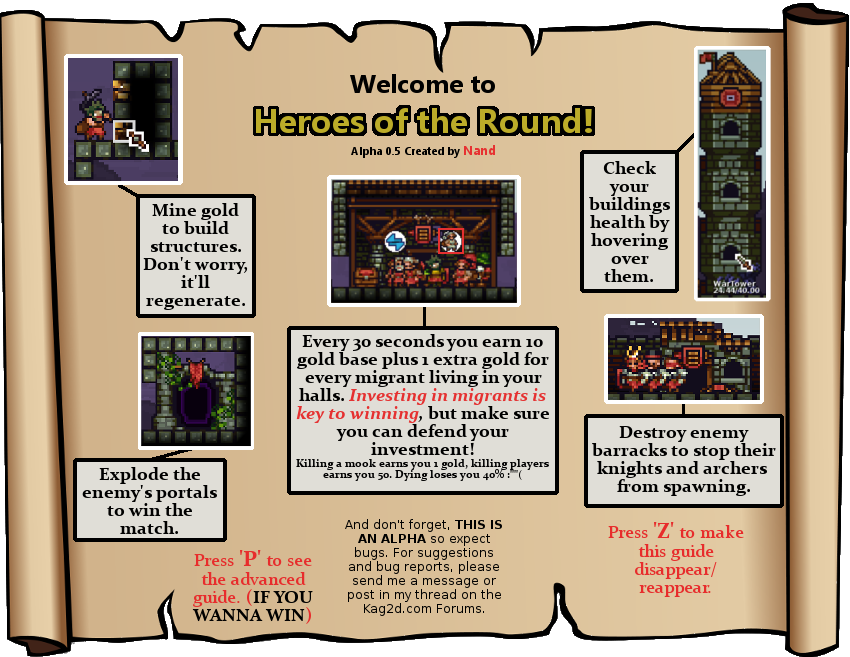 Welcome to
Heroes of the Round!
Alpha 0.5 Created by Nand
Mine gold
to build
structures.
Don't worry,
it'll
regenerate.
Check
your
buildings
health by
hovering
over
them.
WarTower
24.44/40.00
Every 30 seconds you earn 10
gold base plus 1 extra gold for
every migrant living in your
halls. Investing in migrants is
key to winning, but make sure
you can defend your
investment!
Killing a mook earns you 1 gold, killing players
earns you 50. Dying loses you 40% :'''(
Explode the
enemy's portals
to win the
match.
Destroy enemy
barracks to stop their
knights and archers
from spawning.
Press 'P' to see
the advanced
guide. (IF YOU
WANNA WIN)
And don't forget, THIS IS
AN ALPHA so expect
bugs. For suggestions
and bug reports, please
send me a message or
post in my thread on the
Kag2d.com Forums.
Press 'Z' to make
this guide
disappear/
reappear.